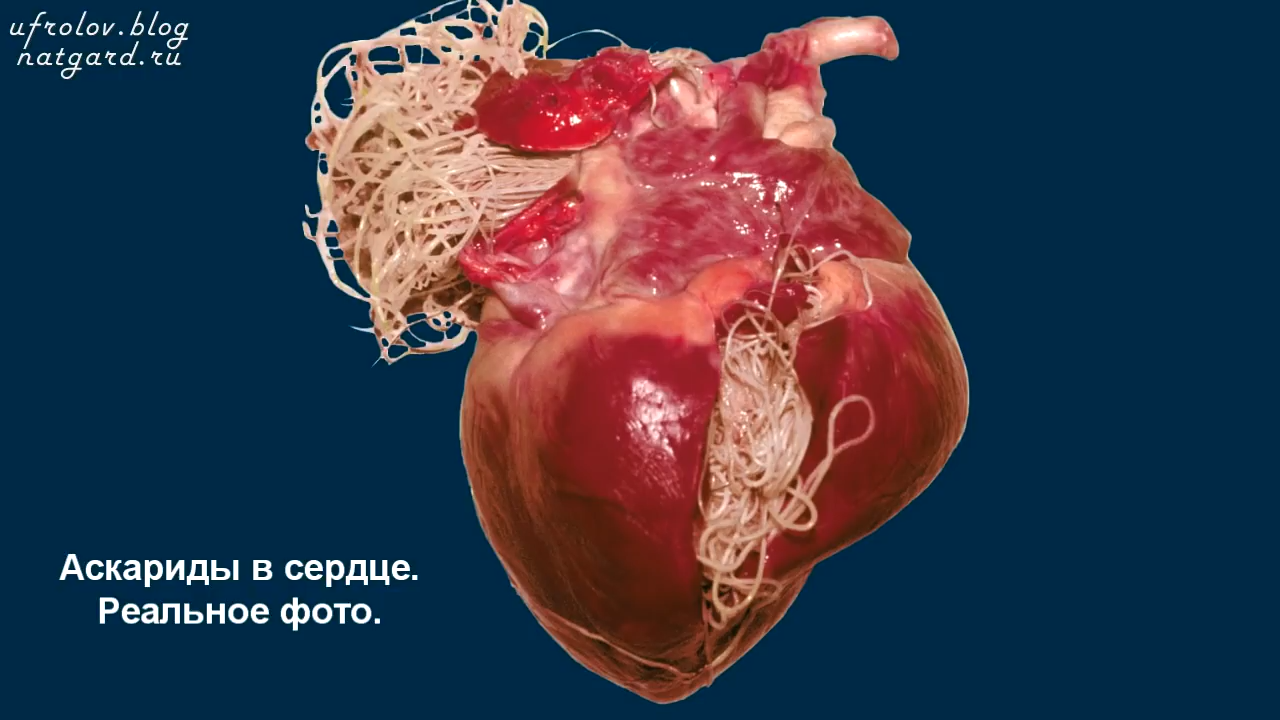 ufrolov.blog
natgard.ru
Аскариды в сердце.
Реальное фото.